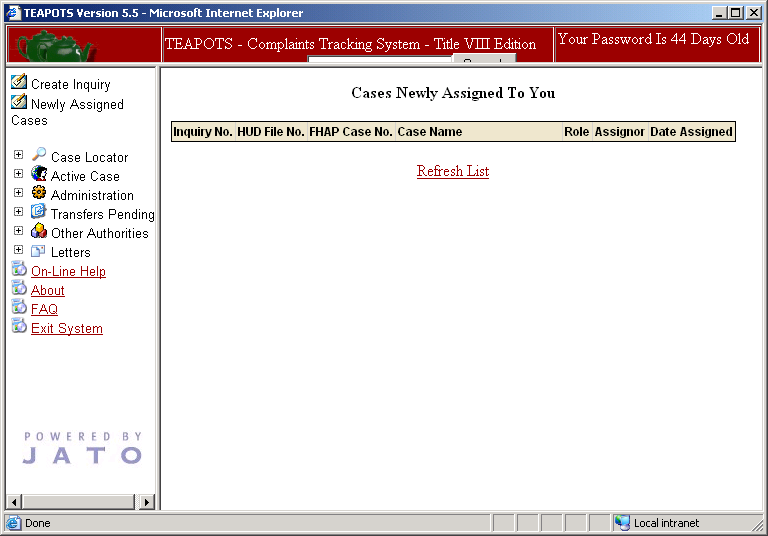 TEAPOTS Version 5.5 - Microsoft Internet Explorer
TEAPOTS - Complaints Tracking System - Title VIII Edition
Your Password Is 44 Days Old
Create Inquiry
Newly Assigned
Cases
Case Locator
Active Case
Administration
Transfers Pending
Other Authorities
Letters
On-Line Help
About
FAQ
Exit System
POWERED BY
JATO
Cases Newly Assigned To You
Inquiry No. HUD File No. FHAP Case No. Case Name Role Assignor Date Assigned
Refresh List
Done
Local intranet